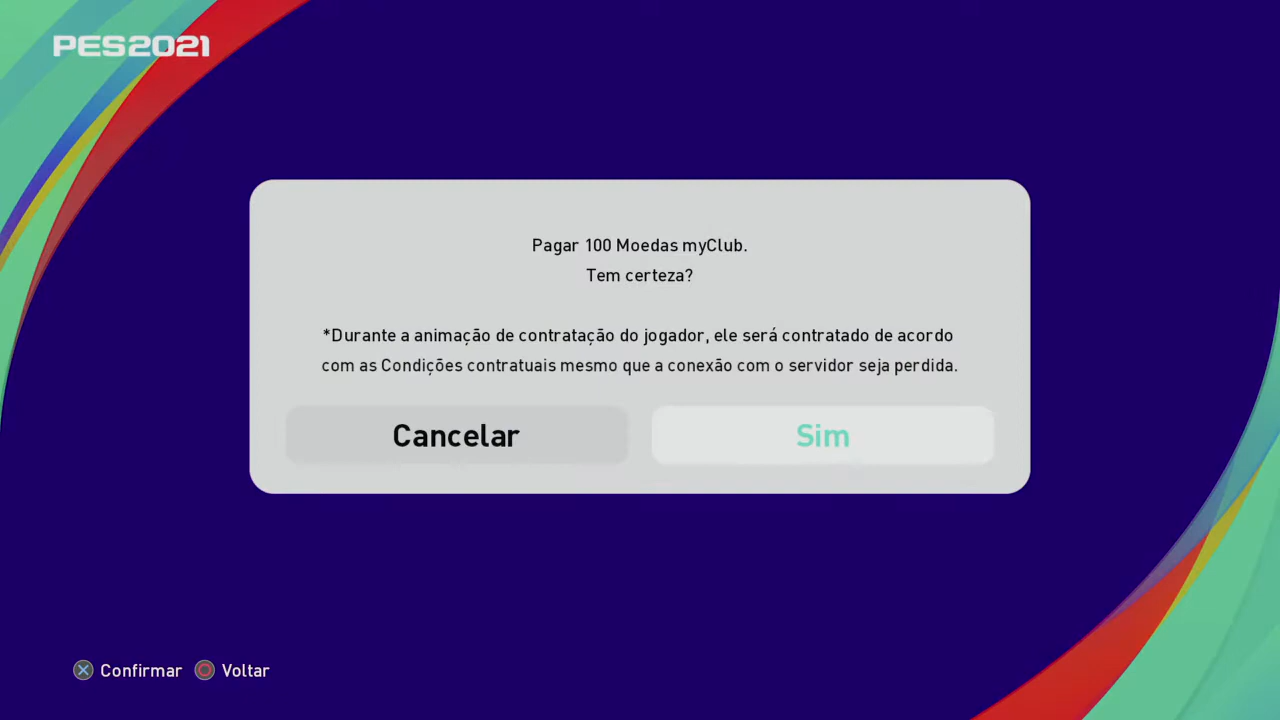 PES2021
Pagar 100 Moedas myClub.
Tem certeza?
*Durante a animação de contratação do jogador, ele será contratado de acordo
com as Condições contratuais mesmo que a conexão com o servidor seja perdida.
Cancelar
Sim
Confirmar
Voltar